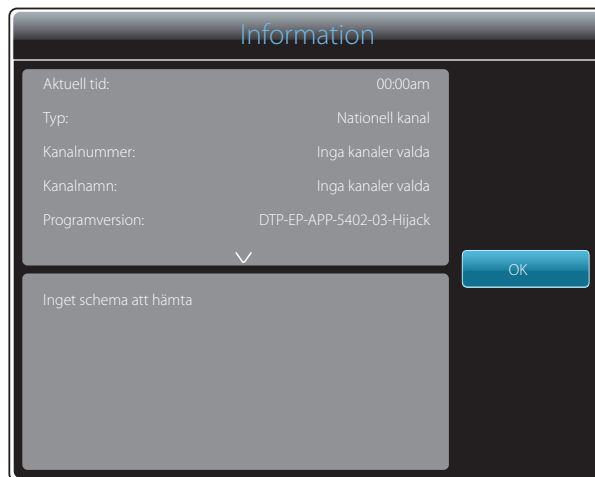 Information
Aktuell tid: 00:00am
Typ: Nationell kanal
Kanalnummer: Inga kanaler valda
Kanalnamn: Inga kanaler valda
Programversion: DTP-EP-APP-5402-03-Hijack
OK
Inget schema att hämta